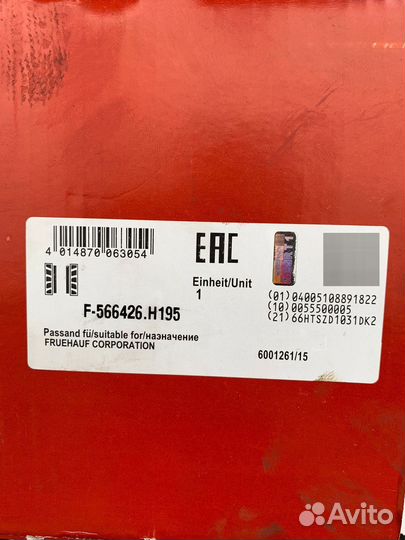 4 014870 063054
EAC
Einheit/Unit
1
(01)04005108891822
(10)0055500005
(21)66HTSZD1031DK2
F-566426.H195
Passand fü/suitable for/назначение
FRUEHAUF CORPORATION
6001261/15
Avito